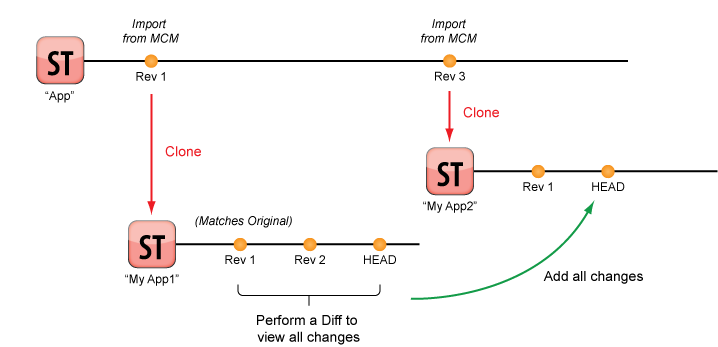 Import
from MCM
Import
from MCM
ST
Rev 1
Rev 3
“App”
Clone
Clone
ST
Rev 1
HEAD
“My App2”
(Matches Original)
ST
Rev 1
Rev 2
HEAD
“My App1”
Add all changes
Perform a Diff to
view all changes